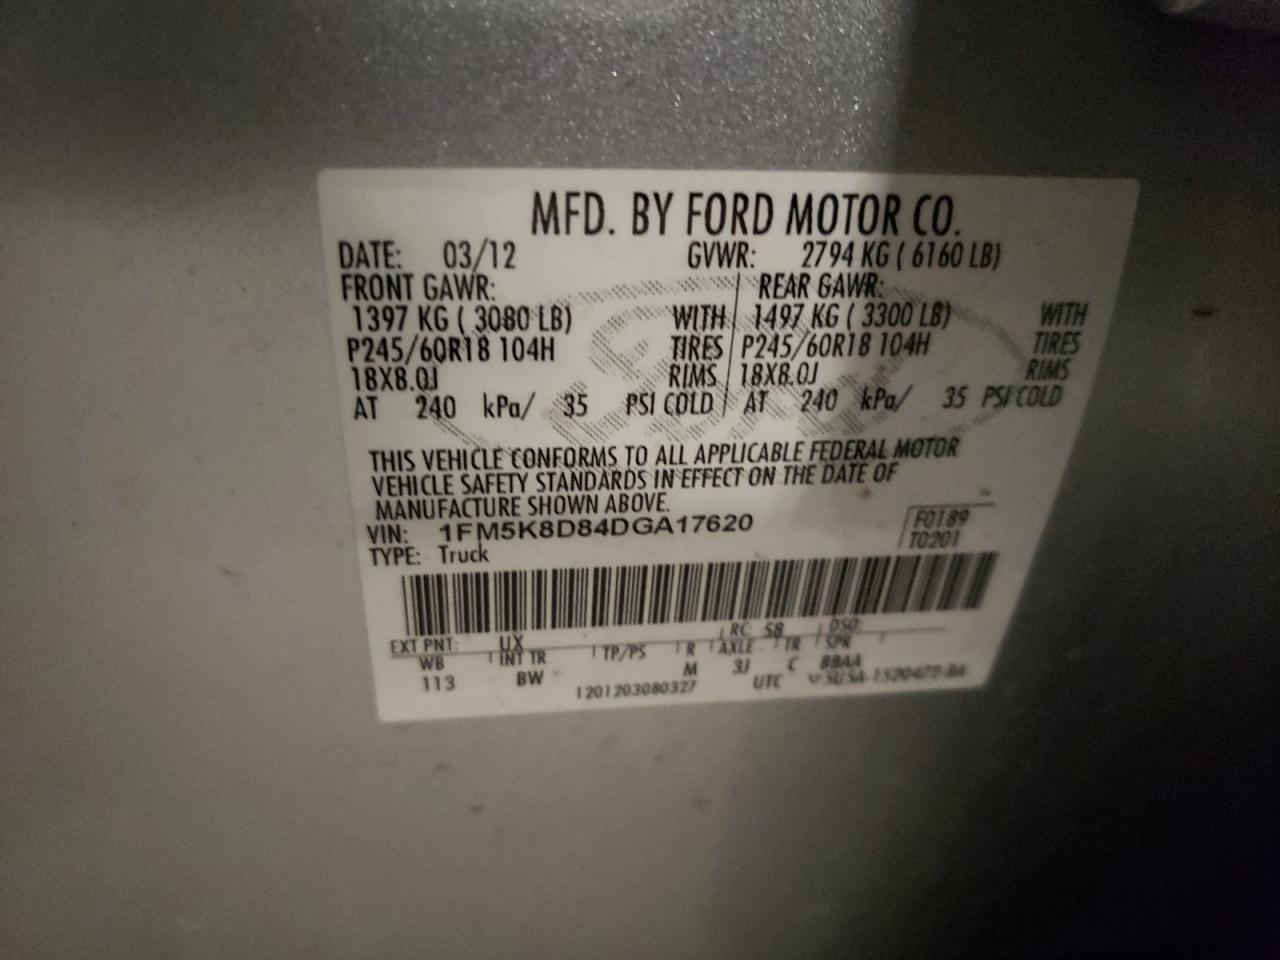 MFD. BY FORD MOTOR CO.
DATE: 03/12 GVWR: 2794 KG ( 6160 LB)
FRONT GAWR: REAR GAWR:
1397 KG ( 3080 LB) WITH 1497 KG ( 3300 LB) WITH
P245/60R18 104H TIRES P245/60R18 104H TIRES
18X8.0J RIMS 18X8.0J RIMS
AT 240 kPa/ 35 PSI COLD AT 240 kPa/ 35 PSI COLD
THIS VEHICLE CONFORMS TO ALL APPLICABLE FEDERAL MOTOR
VEHICLE SAFETY STANDARDS IN EFFECT ON THE DATE OF
MANUFACTURE SHOWN ABOVE.
VIN: 1FM5K8D84DGA17620 F0189
TYPE: Truck T0201
EXT PNT: UX RC: 58 DSO:
WB INT TR TP/PS R AXLE TR SPR
113 BW M 3J C BBAA
1201203080327 UTC 5U5A-1520472-BA